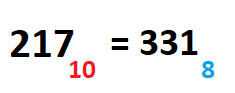 217₁₀ = 331₈